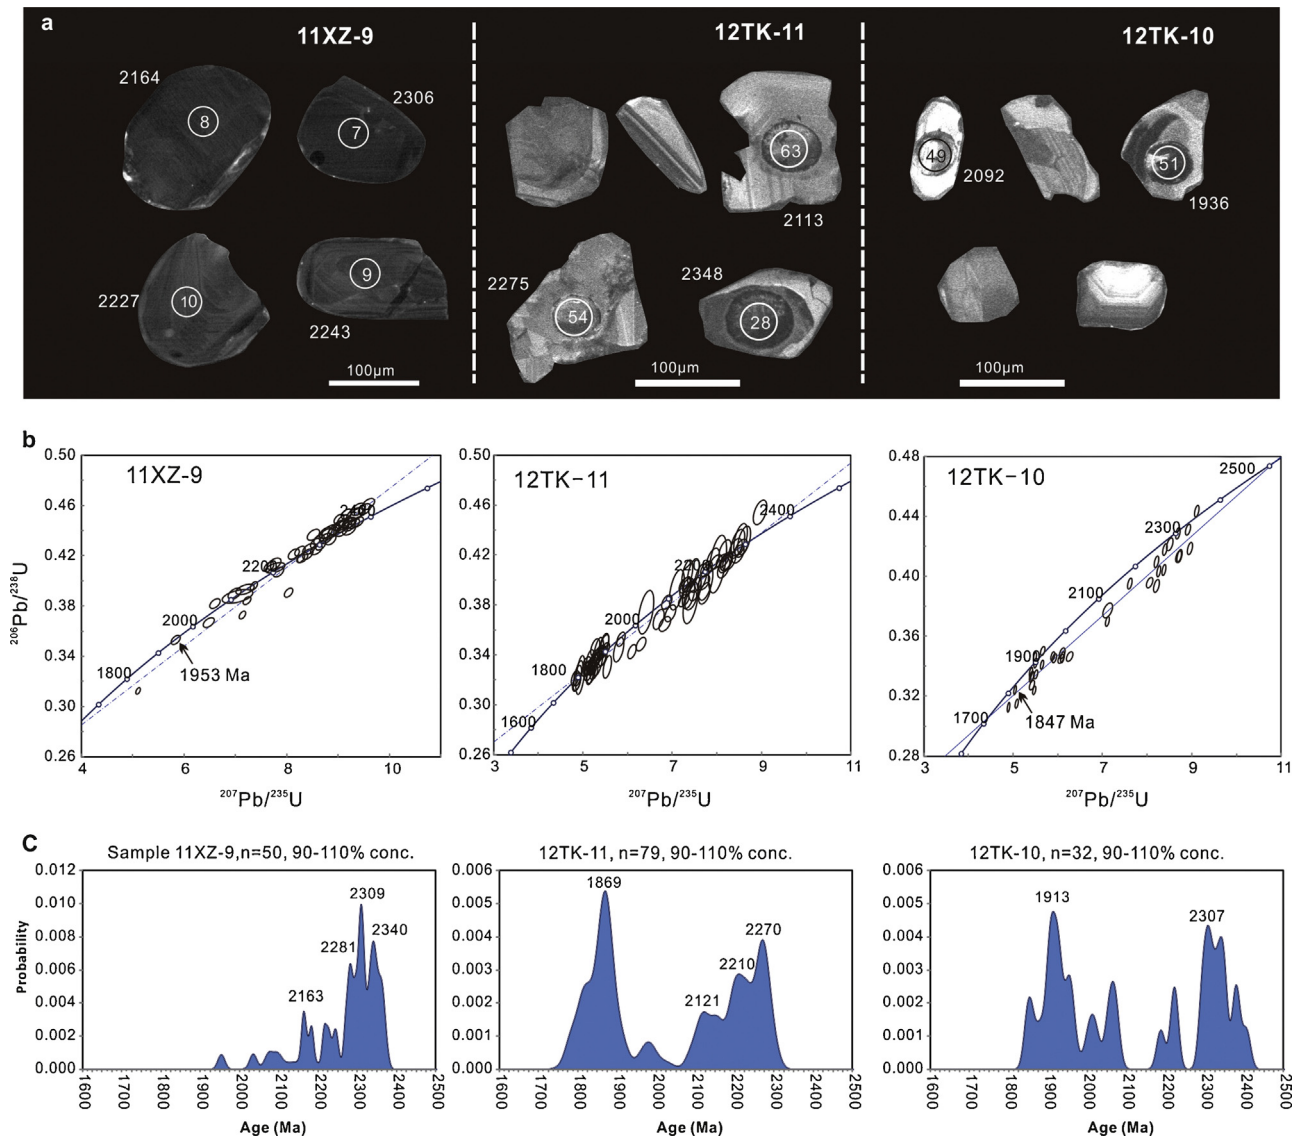 a
11XZ-9 12TK-11 12TK-10
2164 8 7 2306
63 2113
49 2092 51 1936
2227 10 9 2243
2275 54 2348 28
100μm 100μm 100μm
b
11XZ-9
0.50
0.46
0.42
0.38
0.34
0.30
0.26
206Pb/238U
2200
2000
1800
1953 Ma
4 6 8 10
207Pb/235U
12TK-11
0.50
0.46
0.42
0.38
0.34
0.30
0.26
2400
2200
2000
1800
1600
3 5 7 9 11
207Pb/235U
12TK-10
0.48
0.44
0.40
0.36
0.32
0.28
2500
2300
2100
1900
1700
1847 Ma
3 5 7 9 11
207Pb/235U
C
Sample 11XZ-9,n=50, 90-110% conc.
0.012
0.010
0.008
0.006
0.004
0.002
0.000
Probability
2309
2340
2281
2163
1600 1700 1800 1900 2000 2100 2200 2300 2400 2500
Age (Ma)
12TK-11, n=79, 90-110% conc.
0.006
0.005
0.004
0.003
0.002
0.001
0.000
1869
2270
2210
2121
1600 1700 1800 1900 2000 2100 2200 2300 2400 2500
Age (Ma)
12TK-10, n=32, 90-110% conc.
0.006
0.005
0.004
0.003
0.002
0.001
0.000
1913
2307
1600 1700 1800 1900 2000 2100 2200 2300 2400 2500
Age (Ma)